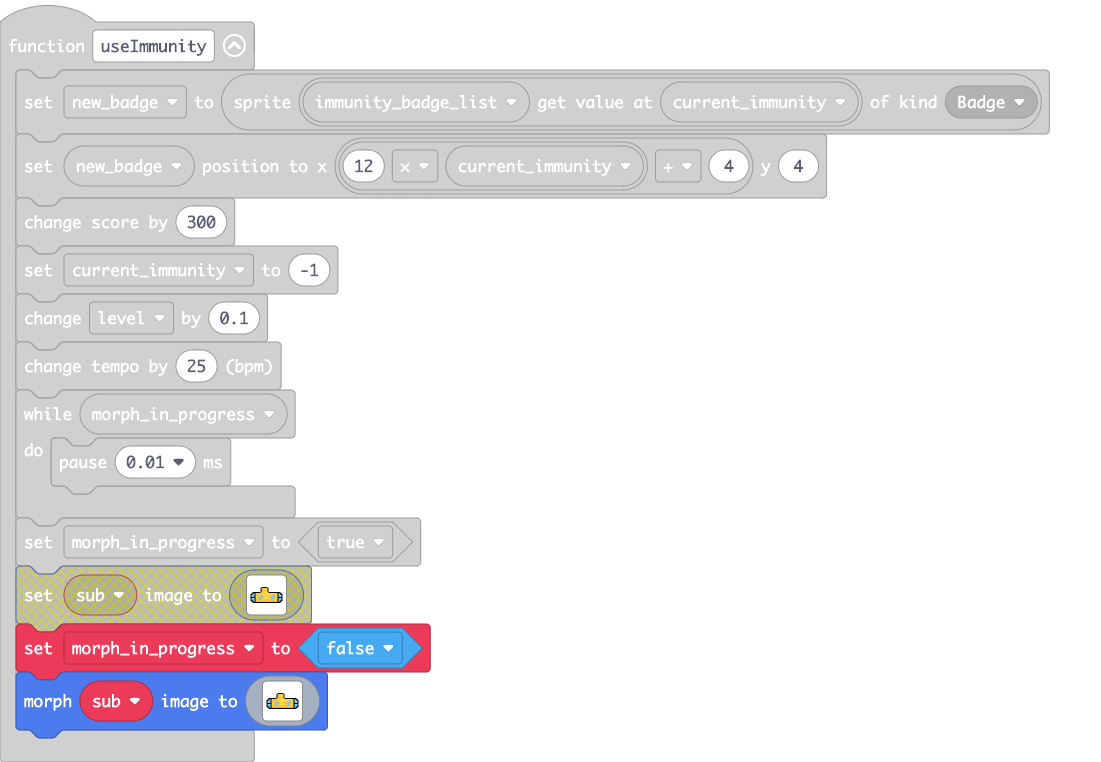 function useImmunity
set new_badge to sprite immunity_badge_list get value at current_immunity of kind Badge
set new_badge position to x 12 x current_immunity + 4 y 4
change score by 300
set current_immunity to -1
change level by 0.1
change tempo by 25 (bpm)
while morph_in_progress
do
pause 0.01 ms
set morph_in_progress to true
set sub image to
set morph_in_progress to false
morph sub image to